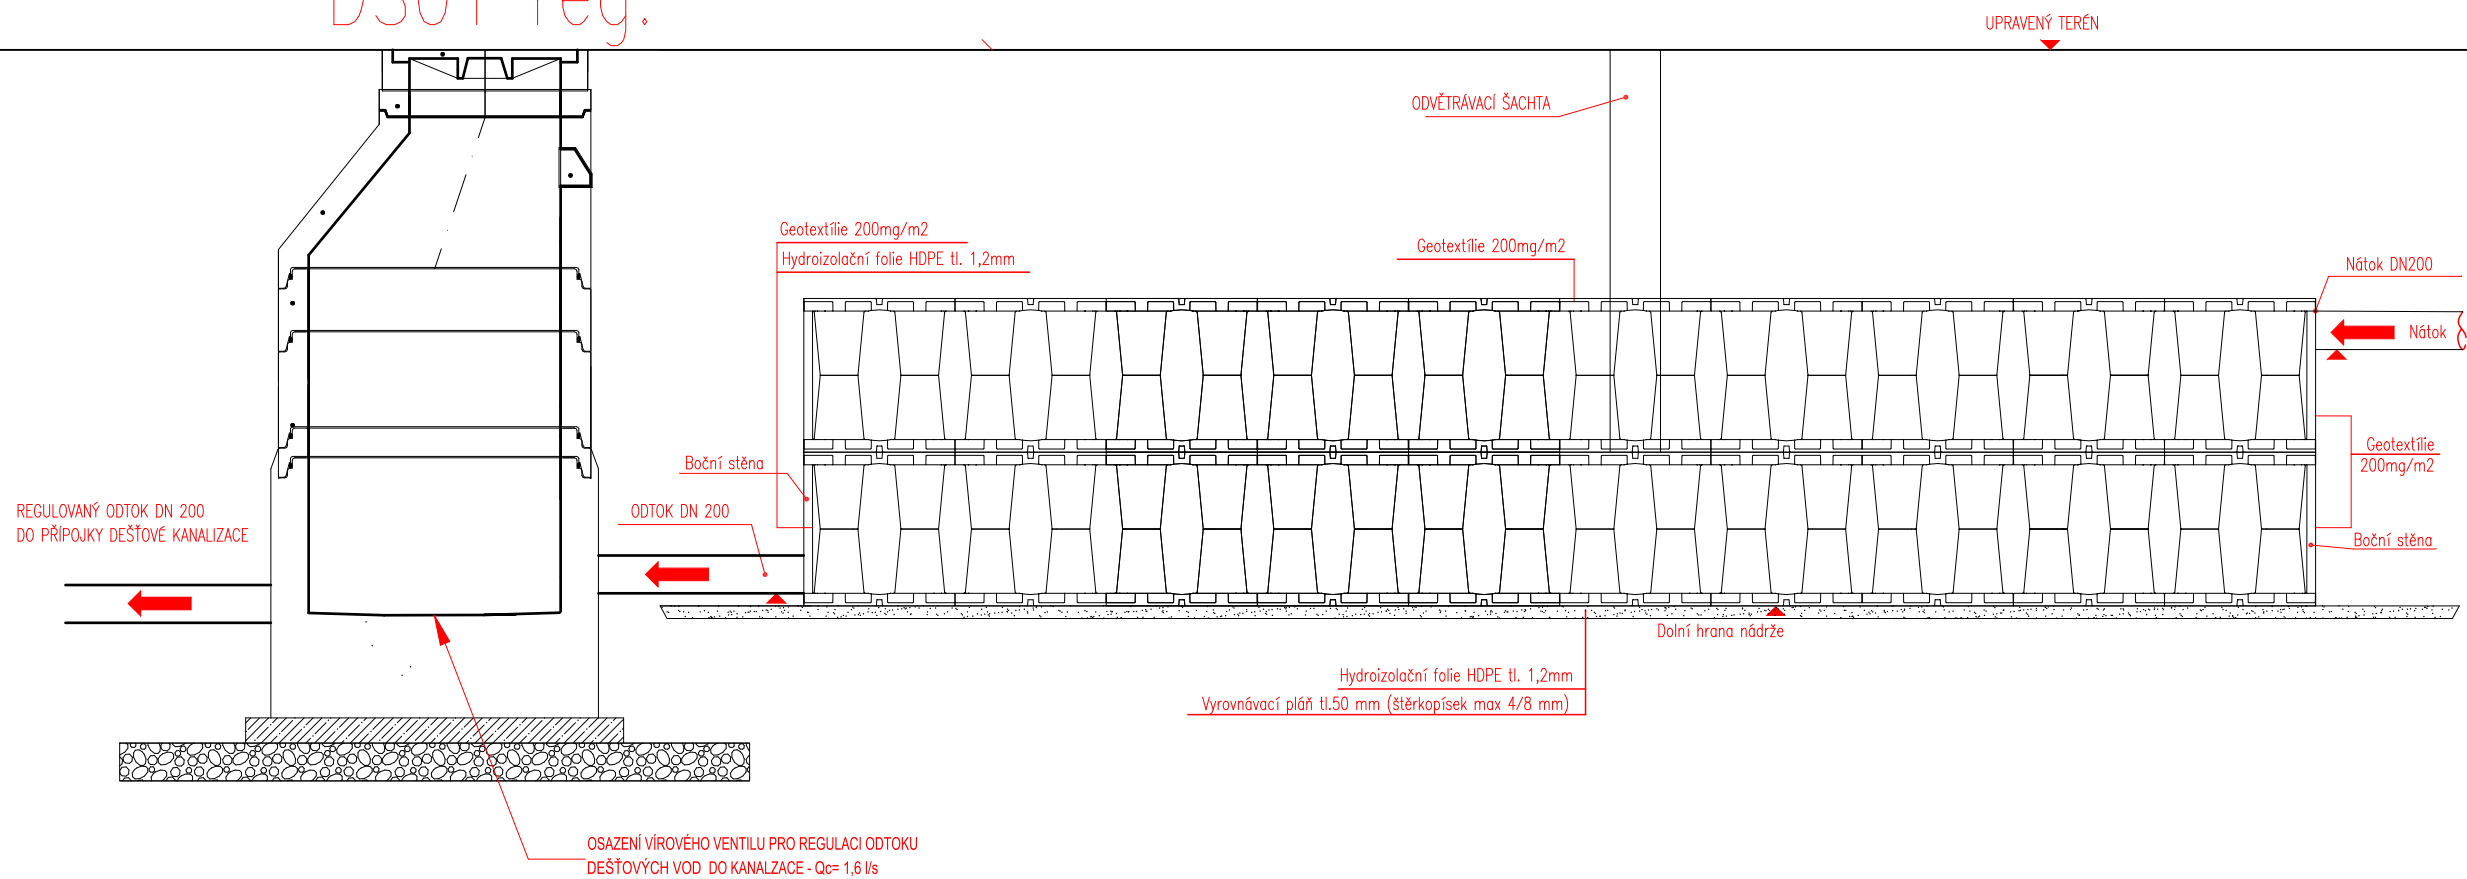 UPRAVENÝ TERÉN
ODVĚTRÁVACÍ ŠACHTA
Geotextílie 200mg/m2
Hydroizolační folie HDPE tl. 1,2mm
Geotextílie 200mg/m2
Nátok DN200
Nátok
Geotextílie
200mg/m2
Boční stěna
Boční stěna
ODTOK DN 200
REGULOVANÝ ODTOK DN 200
DO PŘÍPOJKY DEŠŤOVÉ KANALIZACE
Dolní hrana nádrže
Hydroizolační folie HDPE tl. 1,2mm
Vyrovnávací pláň tl.50 mm (štěrkopísek max 4/8 mm)
OSAZENÍ VÍROVÉHO VENTILU PRO REGULACI ODTOKU
DEŠŤOVÝCH VOD DO KANALZACE - Qc= 1,6 l/s